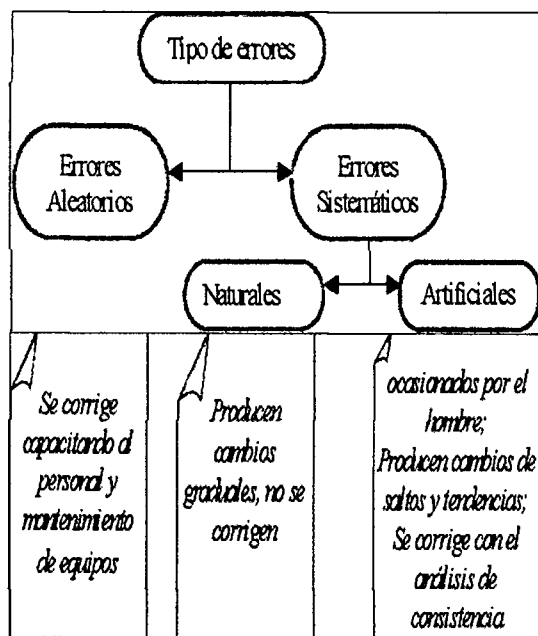 Tipo de errores
Errores
Aleatorios
Errores
Sistemáticos
Naturales
Artificiales
Se corrige
capacitando al
personal y
mantenimiento
de equipos
Producen
cambios
graduales, no se
corrigen
ocasionados por el
hombre;
Producen cambios de
saltos y tendencias;
Se corrige con el
análisis de
consistencia